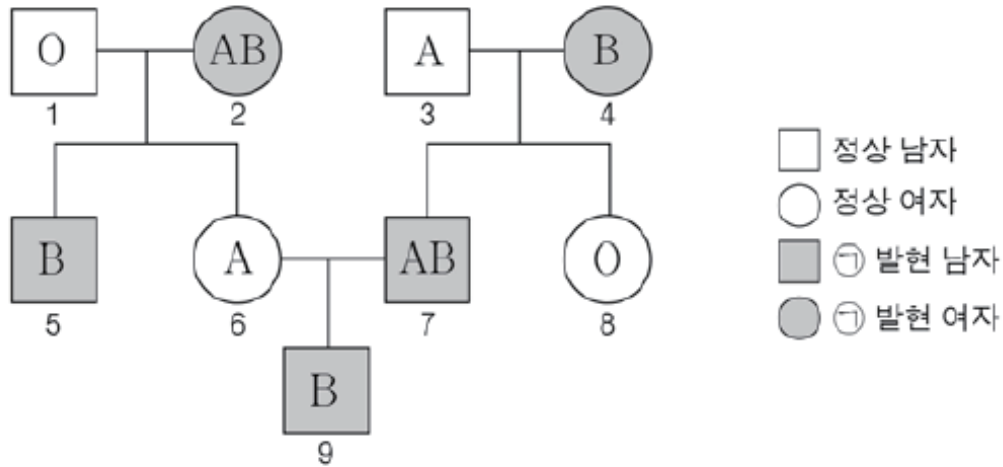 O AB A B
1 2 3 4
정상 남자
정상 여자
㉠ 발현 남자
㉠ 발현 여자
B A AB O
5 6 7 8
B
9